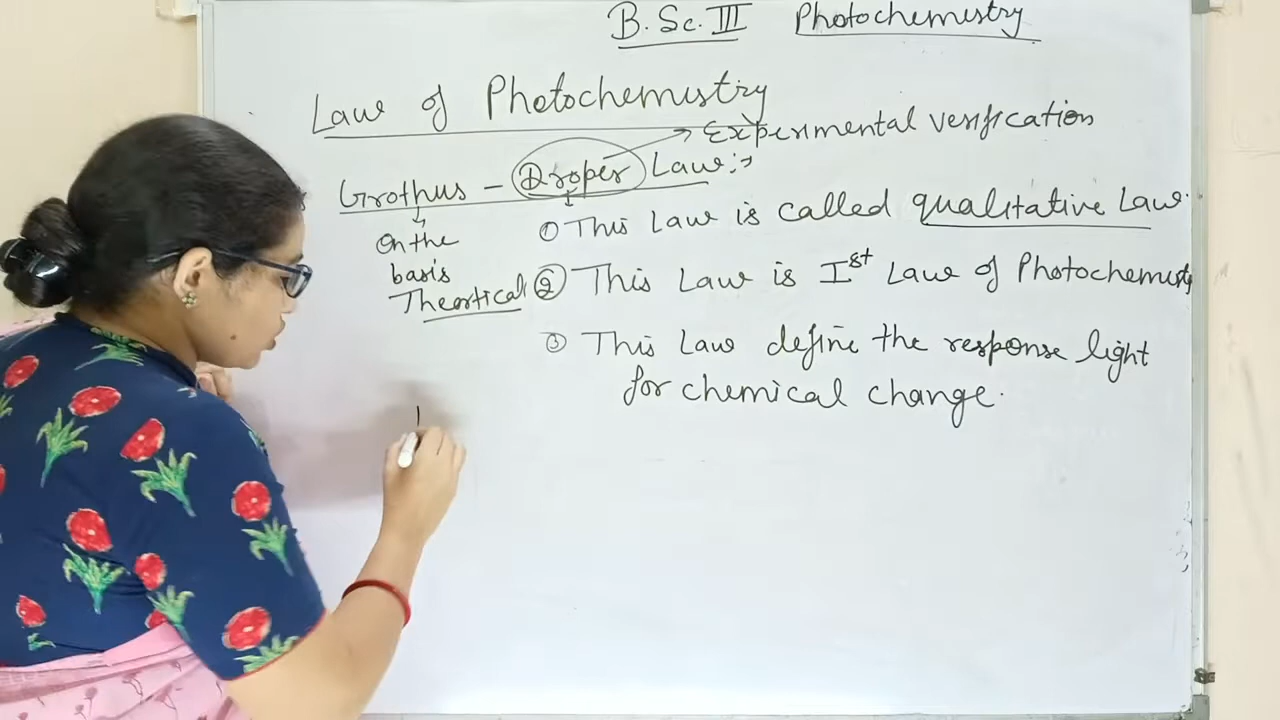 B.Sc. III Photochemistry
Law of Photochemistry
→ Experimental verification
Grothus - Droper Law:→
↳ On the basis Theortical
① This Law is called qualitative Law.
② This Law is Ist Law of Photochemistry
③ This Law define the response light
for chemical change.